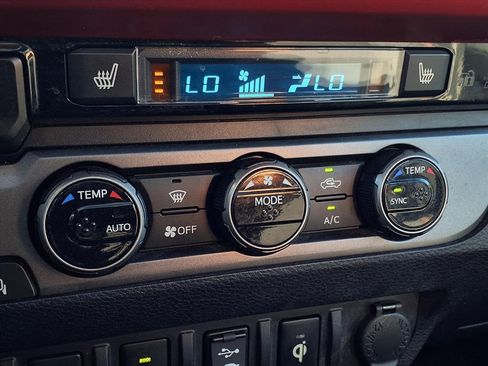 LO LO
TEMP
AUTO
OFF
MODE
A/C
TEMP
SYNC